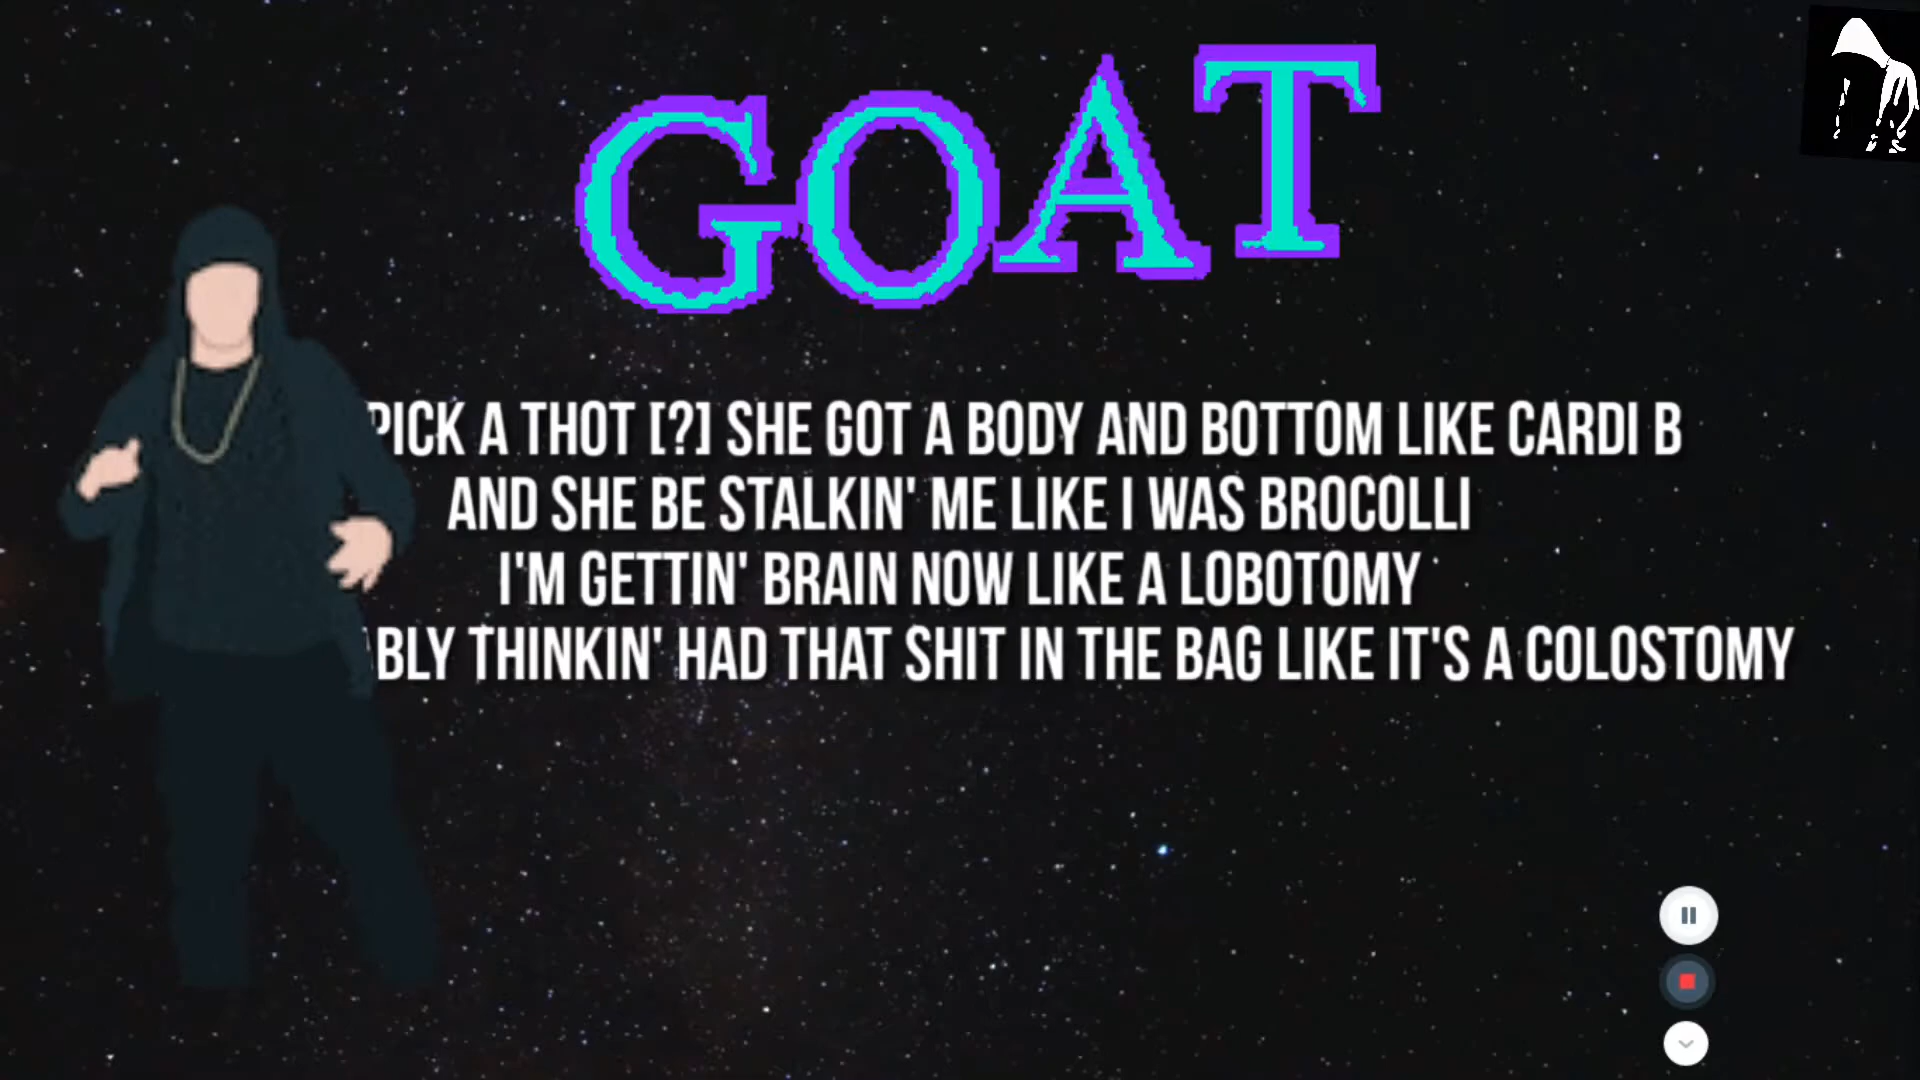 GOAT
PICK A THOT [?] SHE GOT A BODY AND BOTTOM LIKE CARDI B
AND SHE BE STALKIN' ME LIKE I WAS BROCOLLI
I'M GETTIN' BRAIN NOW LIKE A LOBOTOMY
BLY THINKIN' HAD THAT SHIT IN THE BAG LIKE IT'S A COLOSTOMY